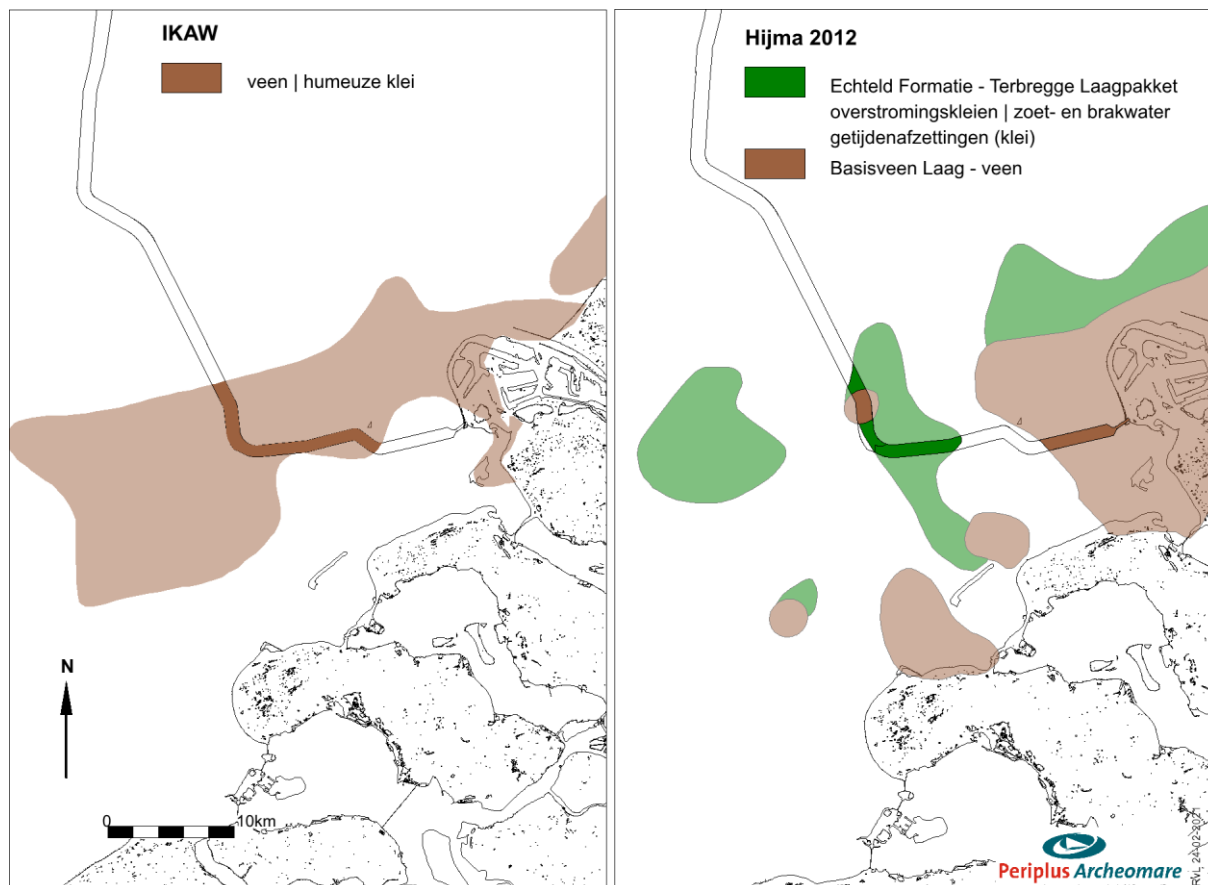 IKAW
veen | humeuze klei
N
0
10km
Hijma 2012
Echteld Formatie - Terbregge Laagpakket
overstromingskleien | zoet- en brakwater
getijdenafzettingen (klei)
Basisveen Laag - veen
Periplus Archeomare
RVL, 24-02-2021